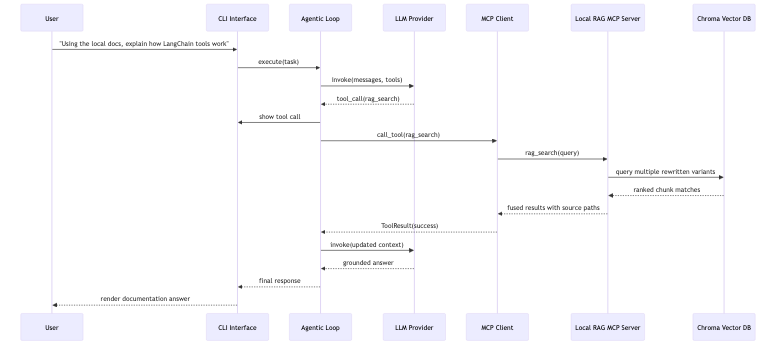 User
CLI Interface
Agentic Loop
LLM Provider
MCP Client
Local RAG MCP Server
Chroma Vector DB
"Using the local docs, explain how LangChain tools work"
execute(task)
invoke(messages, tools)
tool_call(rag_search)
show tool call
call_tool(rag_search)
rag_search(query)
query multiple rewritten variants
ranked chunk matches
fused results with source paths
ToolResult(success)
invoke(updated context)
grounded answer
final response
render documentation answer
User
CLI Interface
Agentic Loop
LLM Provider
MCP Client
Local RAG MCP Server
Chroma Vector DB